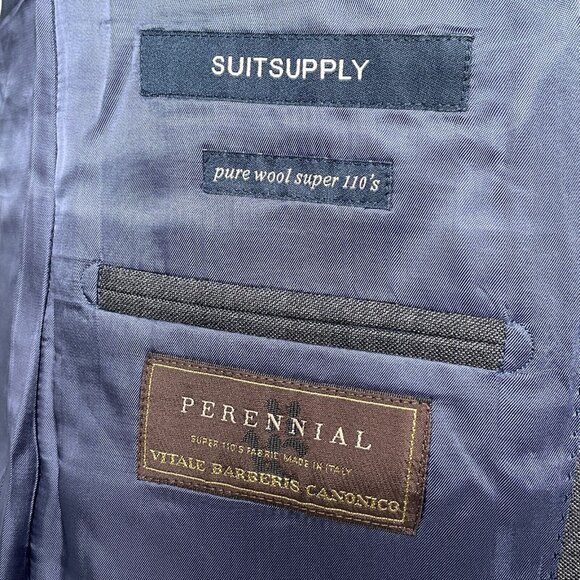 SUITSUPPLY
pure wool super 110's
PERENNIAL
SUPER 110'S FABRIC MADE IN ITALY
VITALE BARBERIS CANONICO